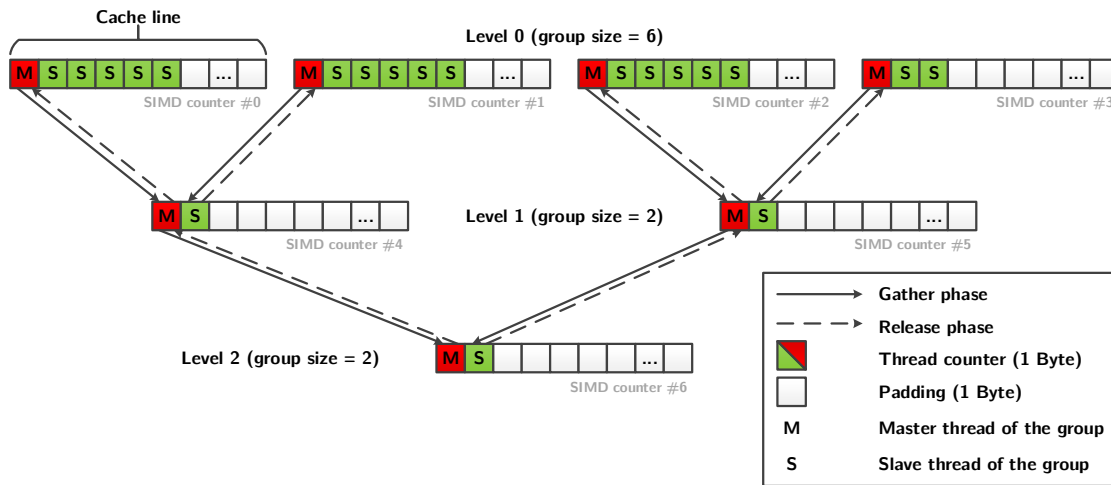 Cache line
Level 0 (group size = 6)
M S S S S S ...
M S S S S S ...
M S S S S S ...
M S S ...
SIMD counter #0
SIMD counter #1
SIMD counter #2
SIMD counter #3
M S ...
Level 1 (group size = 2)
M S ...
SIMD counter #4
SIMD counter #5
Level 2 (group size = 2)
M S ...
SIMD counter #6
Gather phase
Release phase
Thread counter (1 Byte)
Padding (1 Byte)
M Master thread of the group
S Slave thread of the group